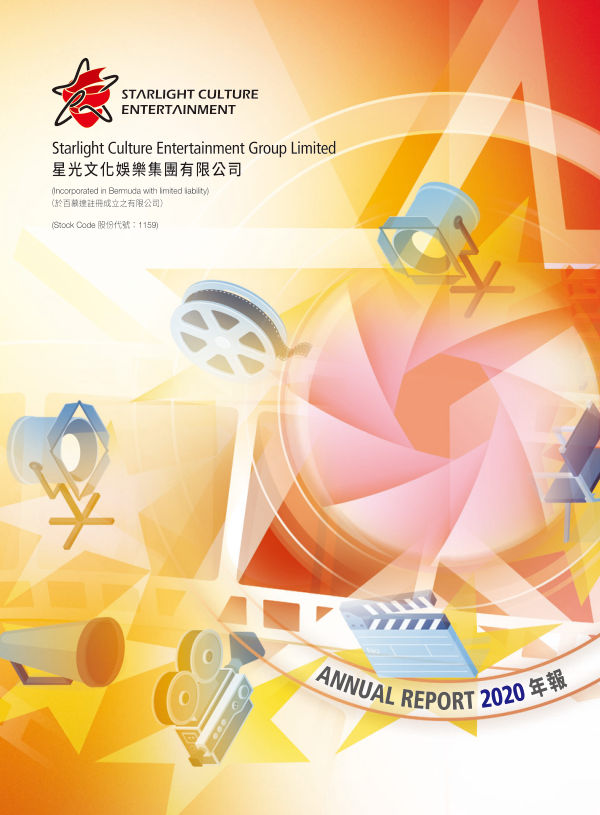 STARLIGHT CULTURE
ENTERTAINMENT
Starlight Culture Entertainment Group Limited
星光文化娛樂集團有限公司
(Incorporated in Bermuda with limited liability)
(於百慕達註冊成立之有限公司)
(Stock Code 股份代號：1159)
ANNUAL REPORT 2020 年報